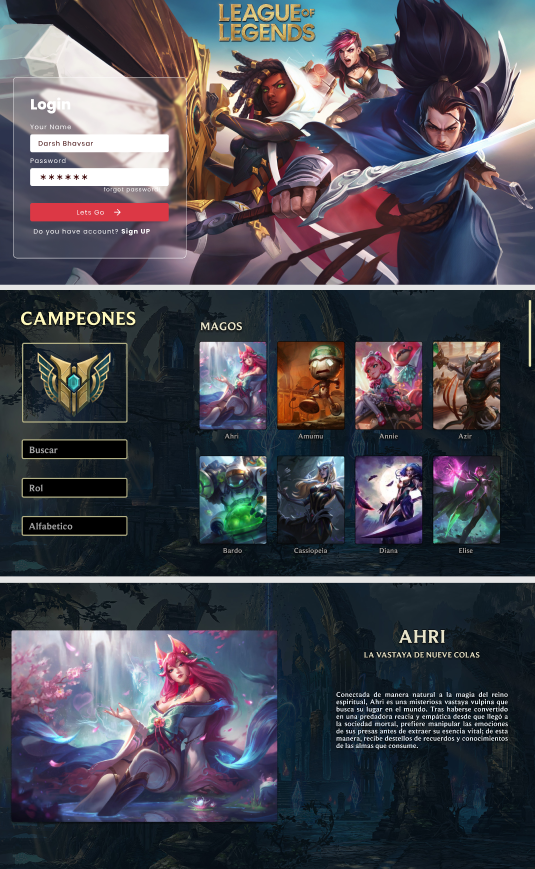 LEAGUE OF
LEGENDS
Login
Your Name
Darsh Bhavsar
Password
******
forgot password
Lets Go →
Do you have account? Sign UP
CAMPEONES
MAGOS
Buscar
Rol
Alfabetico
Ahri
Amumu
Annie
Azir
Bardo
Cassiopeia
Diana
Elise
AHRI
LA VASTAYA DE NUEVE COLAS
Conectada de manera natural a la magia del reino
espiritual, Ahri es una misteriosa vastaya vulpina que
busca su lugar en el mundo. Tras haberse convertido
en una predadora reacia y empática desde que llegó a
la sociedad mortal, prefiere manipular las emociones
de sus presas antes de extraer su esencia vital; de esta
manera, recibe destellos de recuerdos y conocimientos
de las almas que consume.